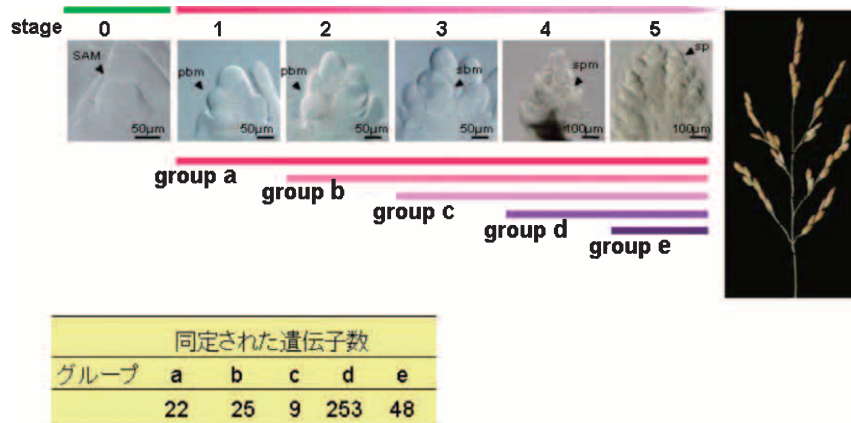 stage 0 1 2 3 4 5
SAM pbm pbm sbm spm sp
50μm 50μm 50μm 50μm 100μm 100μm
group a
group b
group c
group d
group e
同定された遺伝子数
グループ a b c d e
22 25 9 253 48